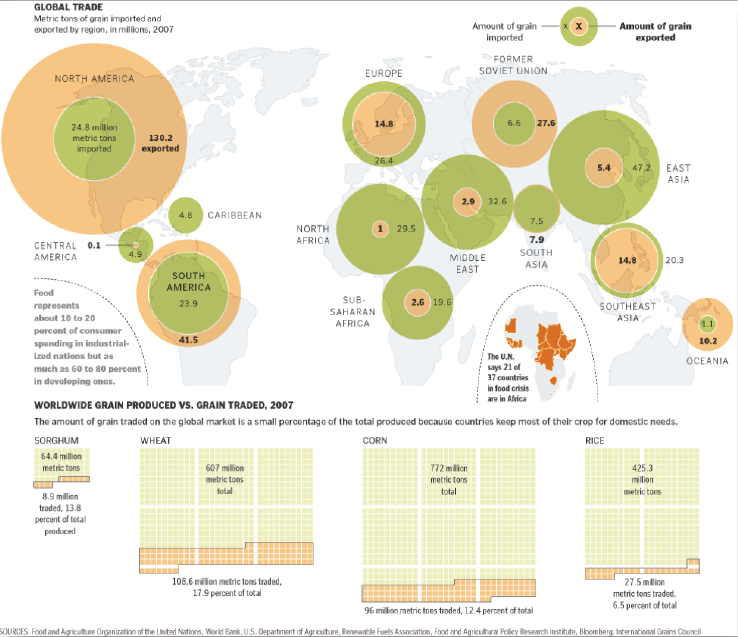 GLOBAL TRADE
Metric tons of grain imported and
exported by region, in millions, 2007
Amount of grain
imported
x
X
Amount of grain
exported
NORTH AMERICA
24.8 million
metric tons
imported
130.2
exported
EUROPE
14.8
26.4
FORMER
SOVIET UNION
6.6
27.6
5.4
47.2
EAST
ASIA
4.8
CARIBBEAN
CENTRAL
AMERICA
0.1
4.9
NORTH
AFRICA
1
29.5
2.9
32.6
MIDDLE
EAST
7.5
7.9
SOUTH
ASIA
14.8
20.3
SOUTHEAST
ASIA
SOUTH
AMERICA
23.9
41.5
SUB-
SAHARAN
AFRICA
2.6
19.6
1.1
10.2
OCEANIA
Food
represents
about 10 to 20
percent of consumer
spending in industrial-
ized nations but as
much as 60 to 80 percent
in developing ones.
The U.N.
says 21 of
37 countries
in food crisis
are in Africa
WORLDWIDE GRAIN PRODUCED VS. GRAIN TRADED, 2007
The amount of grain traded on the global market is a small percentage of the total produced because countries keep most of their crop for domestic needs.
SORGHUM
64.4 million
metric tons
8.9 million
traded, 13.8
percent of total
produced
WHEAT
607 million
metric tons
total
108.6 million metric tons traded,
17.9 percent of total
CORN
772 million
metric tons
total
96 million metric tons traded, 12.4 percent of total
RICE
425.3
million
metric tons
27.5 million
metric tons traded,
6.5 percent of total
SOURCES: Food and Agriculture Organization of the United Nations, World Bank, U.S. Department of Agriculture, Renewable Fuels Association, Food and Agricultural Policy Research Institute, Bloomberg, International Grains Council